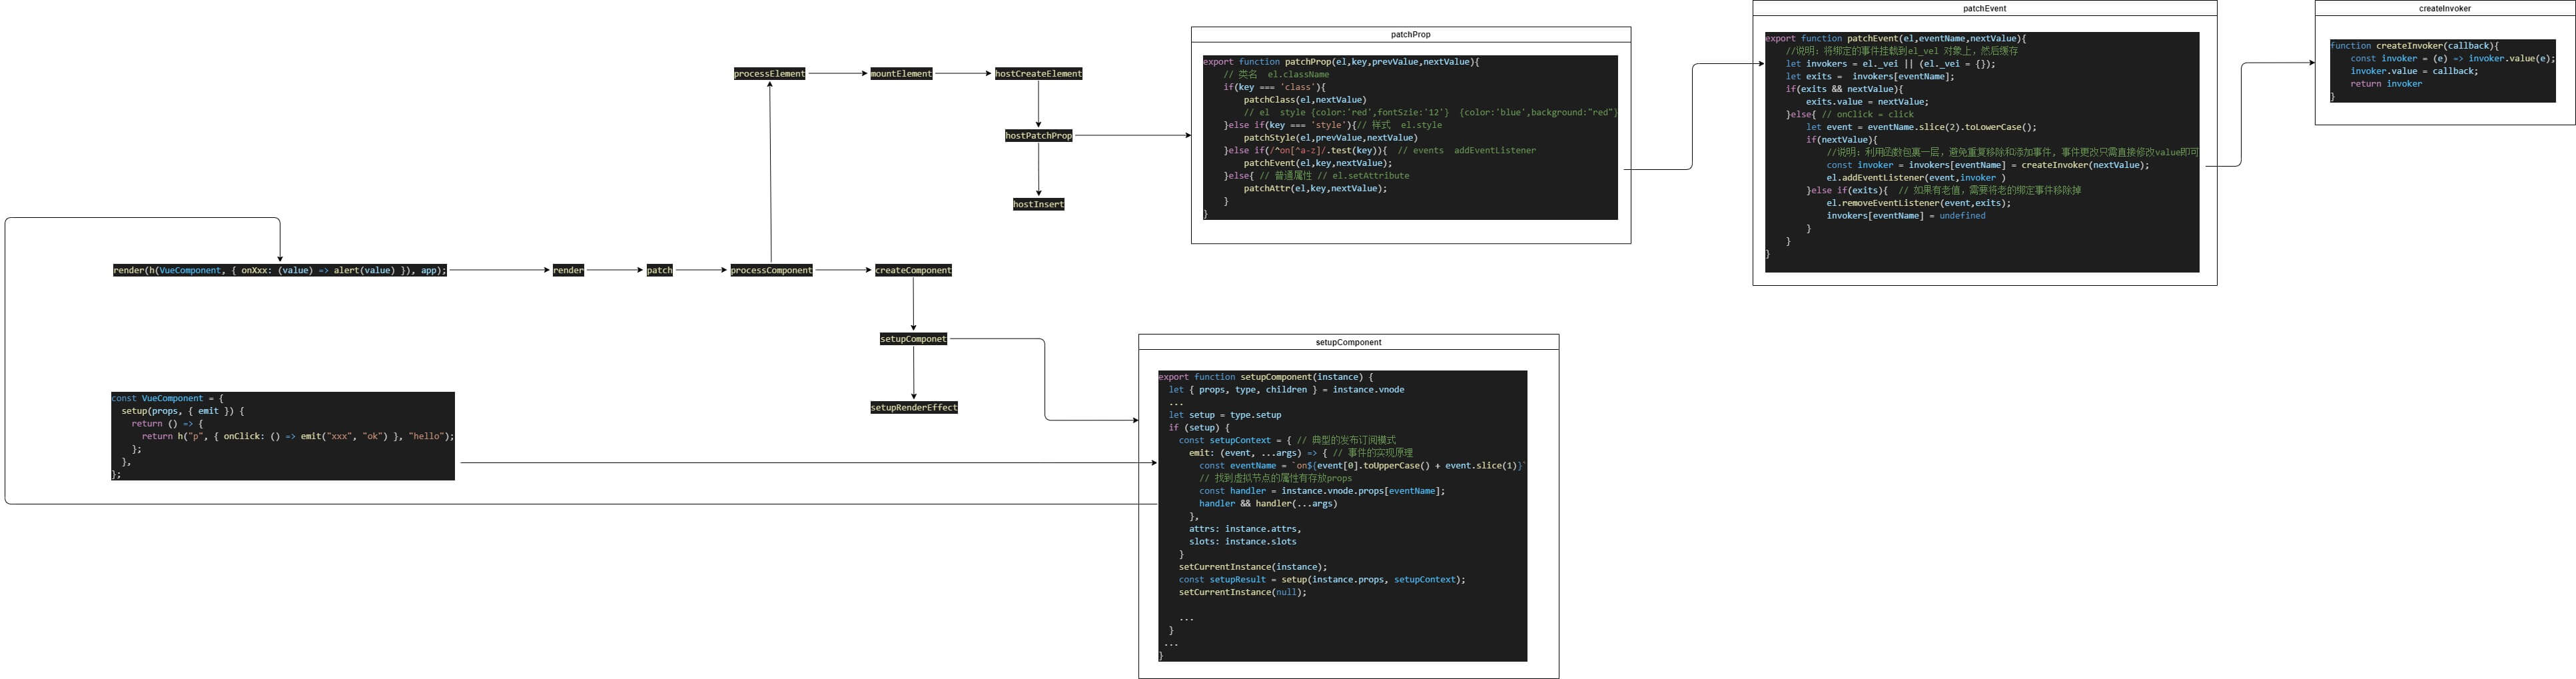 patchProp
export function patchProp(el,key,prevValue,nextValue){
// 类名  el.className
if(key === 'class'){
patchClass(el,nextValue)
// el  style {color:'red',fontSzie:'12'}  {color:'blue',background:"red"}
}else if(key === 'style'){// 样式  el.style
patchStyle(el,prevValue,nextValue)
}else if(/^on[^a-z]/.test(key)){  // events  addEventListener
patchEvent(el,key,nextValue);
}else{ // 普通属性 // el.setAttribute
patchAttr(el,key,nextValue);
}
}
patchEvent
export function patchEvent(el,eventName,nextValue){
//说明：将绑定的事件挂载到el_vel 对象上，然后缓存
let invokers = el._vei || (el._vei = {});
let exits =  invokers[eventName];
if(exits && nextValue){
exits.value = nextValue;
}else{ // onClick = click
let event = eventName.slice(2).toLowerCase();
if(nextValue){
//说明：利用函数包裹一层，避免重复移除和添加事件，事件更改只需直接修改value即可
const invoker = invokers[eventName] = createInvoker(nextValue);
el.addEventListener(event,invoker )
}else if(exits){  // 如果有老值，需要将老的绑定事件移除掉
el.removeEventListener(event,exits);
invokers[eventName] = undefined
}
}
}
createInvoker
function createInvoker(callback){
const invoker = (e) => invoker.value(e);
invoker.value = callback;
return invoker
}
processElement
mountElement
hostCreateElement
hostPatchProp
hostInsert
render(h(VueComponent, { onXxx: (value) => alert(value) }), app);
render
patch
processComponent
createComponent
setupComponet
setupRenderEffect
const VueComponent = {
setup(props, { emit }) {
return () => {
return h("p", { onClick: () => emit("xxx", "ok") }, "hello");
};
},
};
setupComponent
export function setupComponent(instance) {
let { props, type, children } = instance.vnode
...
let setup = type.setup
if (setup) {
const setupContext = { // 典型的发布订阅模式
emit: (event, ...args) => { // 事件的实现原理
const eventName = `on${event[0].toUpperCase() + event.slice(1)}`
// 找到虚拟节点的属性有存放props
const handler = instance.vnode.props[eventName];
handler && handler(...args)
},
attrs: instance.attrs,
slots: instance.slots
}
setCurrentInstance(instance);
const setupResult = setup(instance.props, setupContext);
setCurrentInstance(null);
...
}
...
}